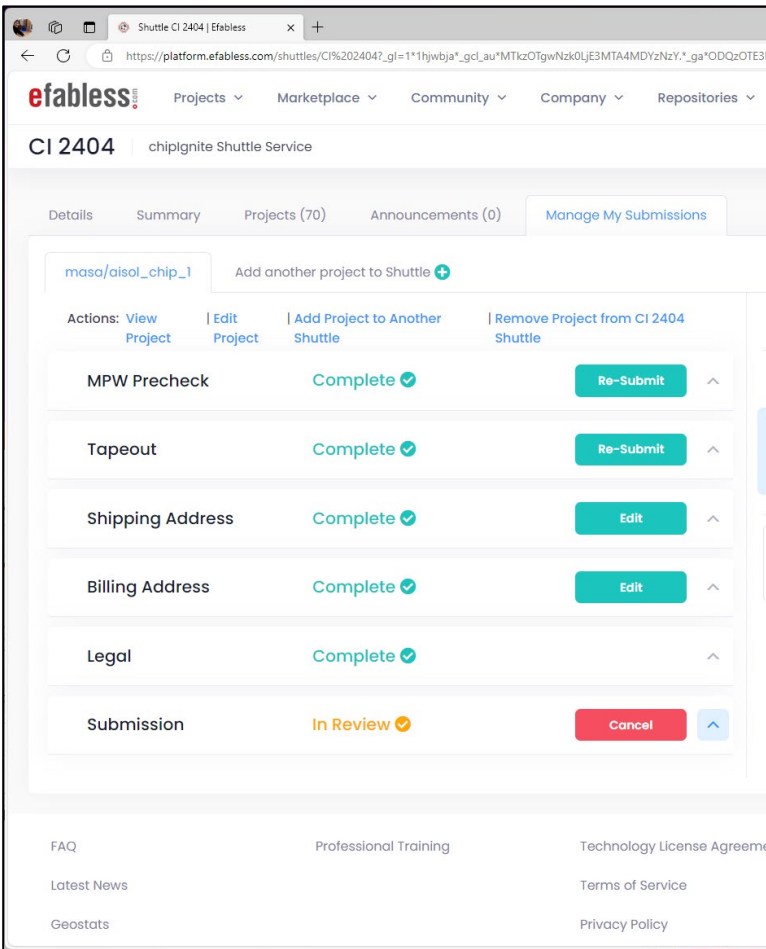 Shuttle CI 2404 | Efabless
https://platform.efabless.com/shuttles/CI%202404?_gl=1*1hjwbja*_gcl_au*MTkzOTgwNzk0LjE3MTA4MDYzNzY.*_ga*ODQzOTE3
efabless.com
Projects Marketplace Community Company Repositories
CI 2404 chipIgnite Shuttle Service
Details Summary Projects (70) Announcements (0) Manage My Submissions
masa/aisol_chip_1 Add another project to Shuttle
Actions: View Project | Edit Project | Add Project to Another Shuttle | Remove Project from CI 2404 Shuttle
MPW Precheck Complete Re-Submit
Tapeout Complete Re-Submit
Shipping Address Complete Edit
Billing Address Complete Edit
Legal Complete
Submission In Review Cancel
FAQ Professional Training Technology License Agreeme
Latest News Terms of Service
Geostats Privacy Policy